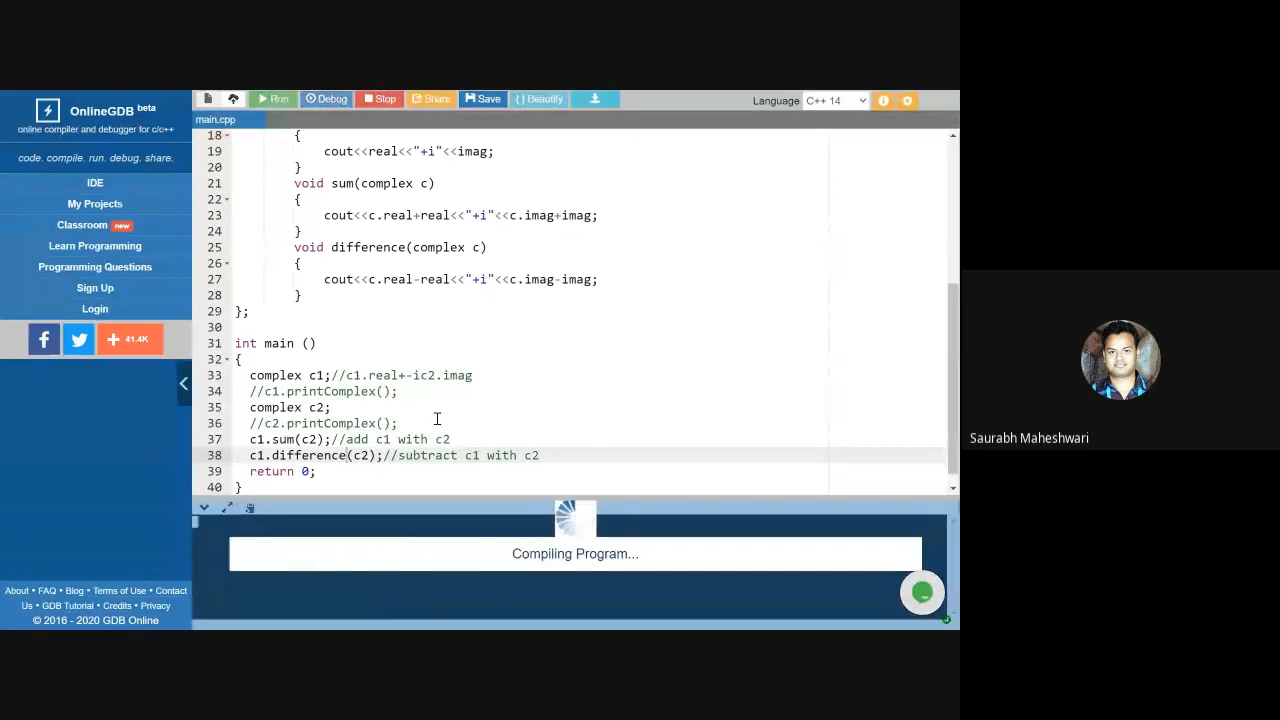 OnlineGDB beta
online compiler and debugger for c/c++
code. compile. run. debug. share.
IDE
My Projects
Classroom new
Learn Programming
Programming Questions
Sign Up
Login
41.4K
About • FAQ • Blog • Terms of Use • Contact
Us • GDB Tutorial • Credits • Privacy
© 2016 - 2020 GDB Online
Run Debug Stop Share Save { } Beautify
Language C++ 14
main.cpp
18 {
19 cout<<real<<"+i"<<imag;
20 }
21 void sum(complex c)
22 {
23 cout<<c.real+real<<"+i"<<c.imag+imag;
24 }
25 void difference(complex c)
26 {
27 cout<<c.real-real<<"+i"<<c.imag-imag;
28 }
29 };
30
31 int main ()
32 {
33 complex c1;//c1.real+-ic2.imag
34 //c1.printComplex();
35 complex c2;
36 //c2.printComplex();
37 c1.sum(c2);//add c1 with c2
38 c1.difference(c2);//subtract c1 with c2
39 return 0;
40 }
Compiling Program...
Saurabh Maheshwari